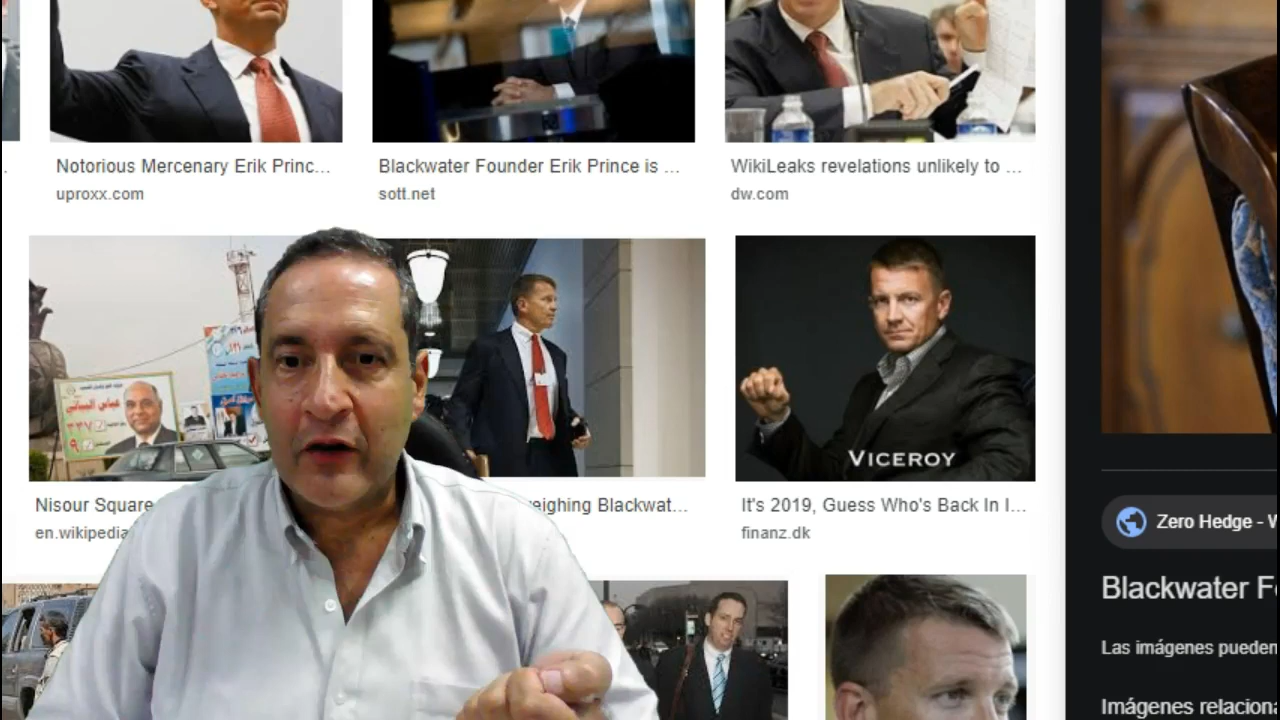 Notorious Mercenary Erik Princ...
uproxx.com
Blackwater Founder Erik Prince is ...
sott.net
WikiLeaks revelations unlikely to ...
dw.com
VICEROY
Nisour Square
en.wikipedia
eighing Blackwat...
It's 2019, Guess Who's Back In I...
finanz.dk
Zero Hedge -
Blackwater F
Las imágenes pueden
Imágenes relaciona